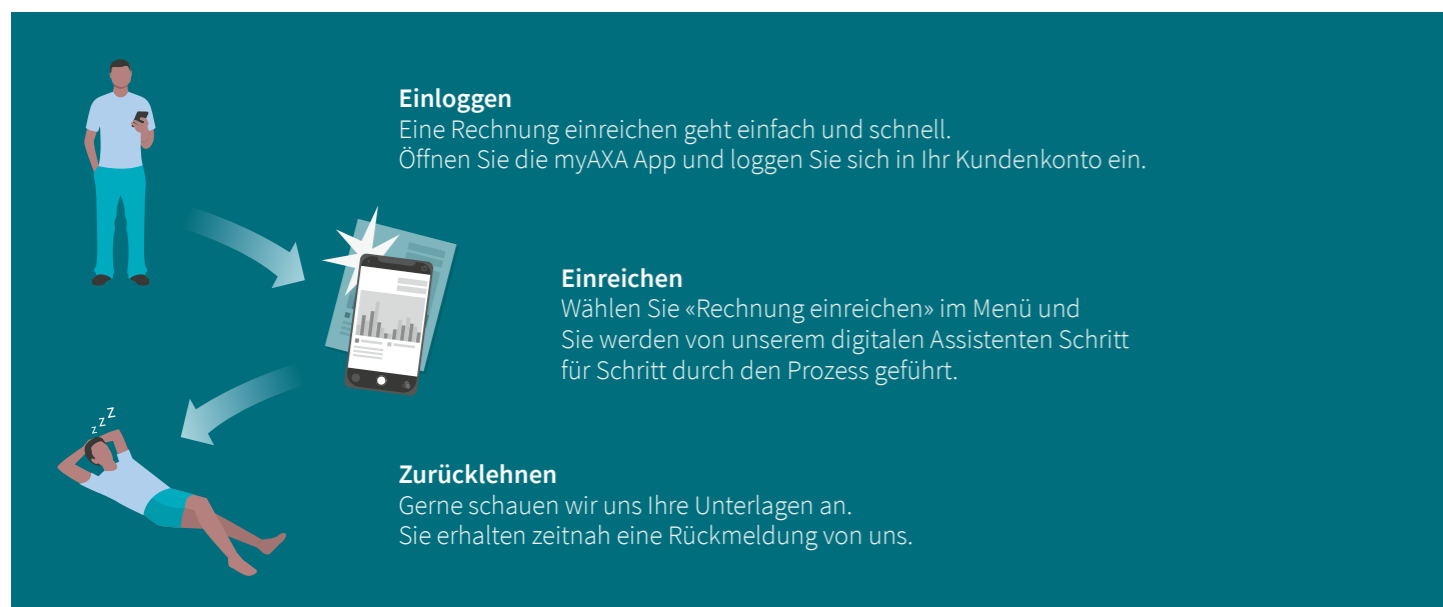 Einloggen
Eine Rechnung einreichen geht einfach und schnell.
Öffnen Sie die myAXA App und loggen Sie sich in Ihr Kundenkonto ein.
Einreichen
Wählen Sie «Rechnung einreichen» im Menü und
Sie werden von unserem digitalen Assistenten Schritt
für Schritt durch den Prozess geführt.
z z Z
Zurücklehnen
Gerne schauen wir uns Ihre Unterlagen an.
Sie erhalten zeitnah eine Rückmeldung von uns.